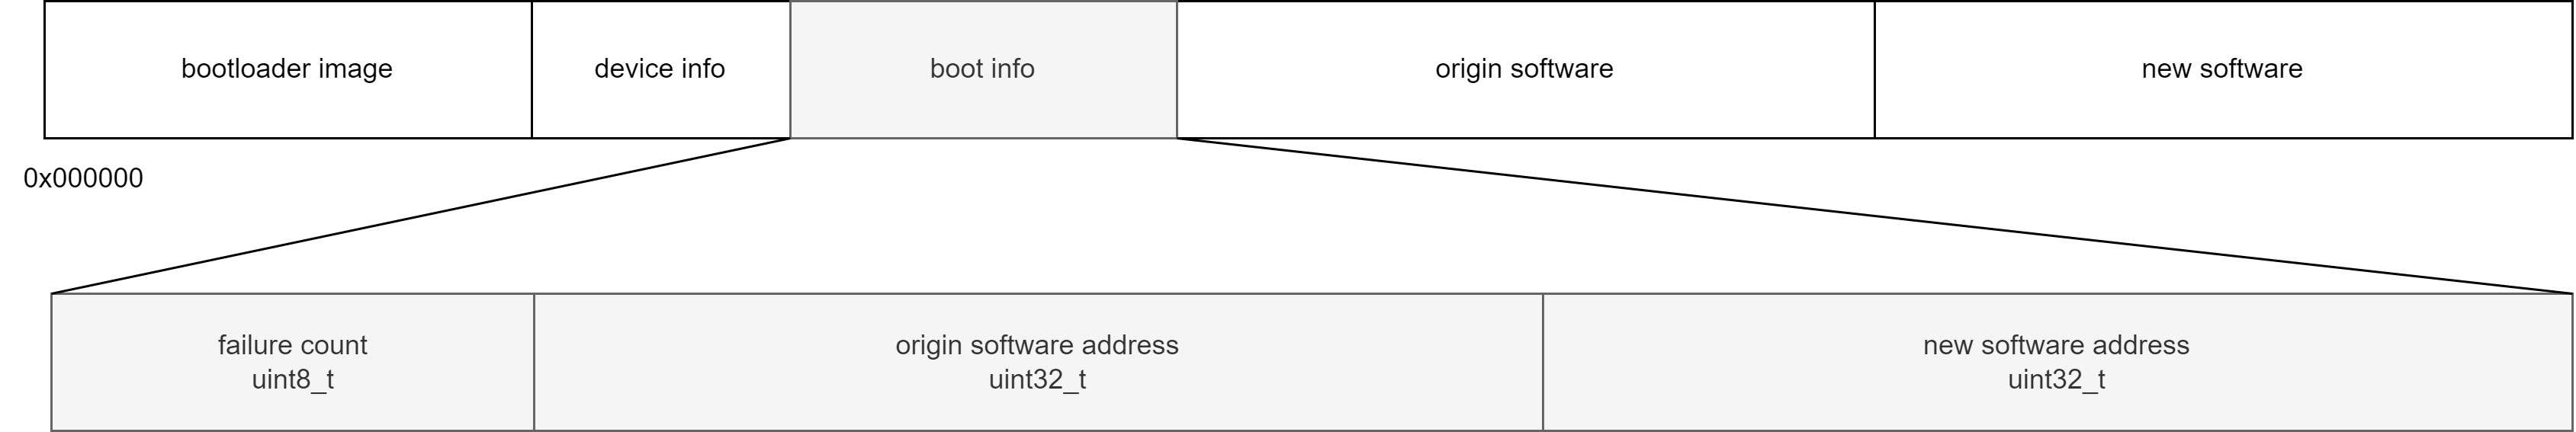 bootloader image
device info
boot info
origin software
new software
0x000000
failure count
uint8_t
origin software address
uint32_t
new software address
uint32_t